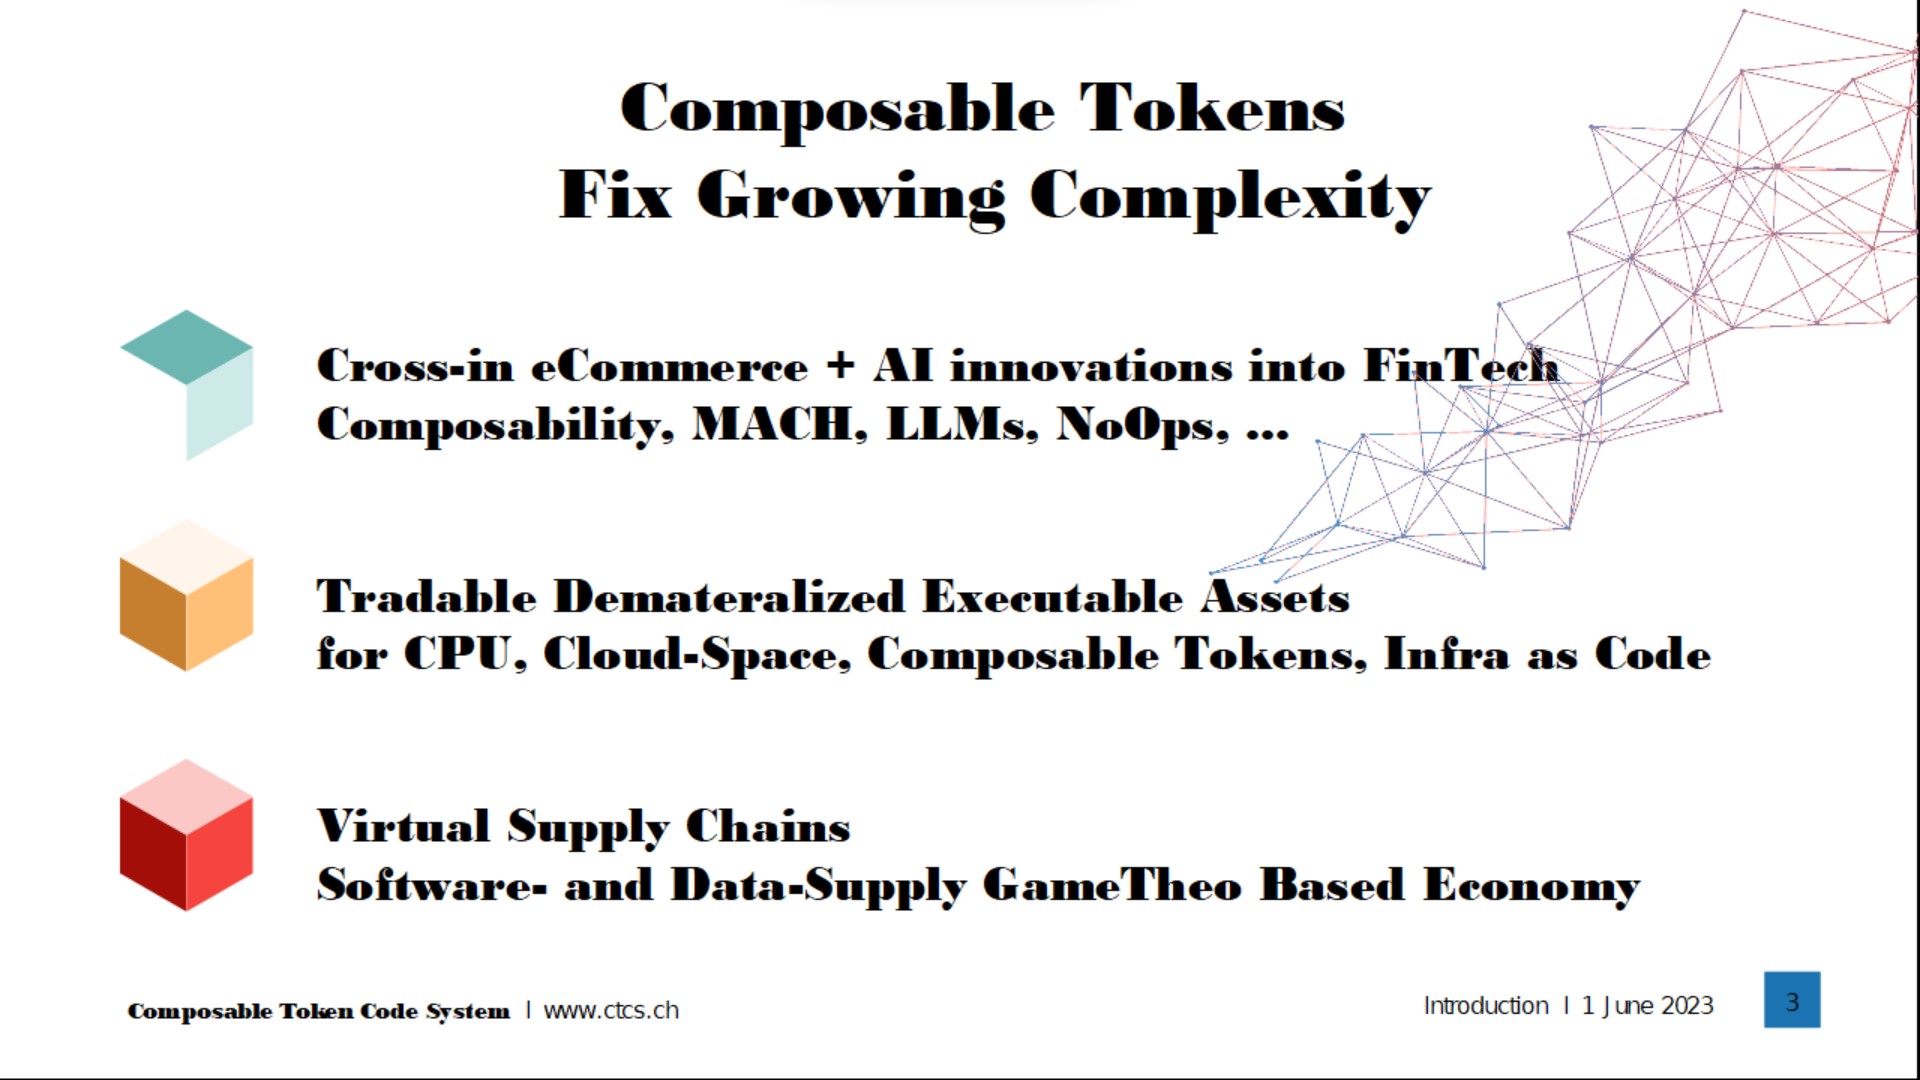 Composable Tokens
Fix Growing Complexity
Cross-in eCommerce + AI innovations into FinTech
Composability, MACH, LLMs, NoOps, ...
Tradable Demateralized Executable Assets
for CPU, Cloud-Space, Composable Tokens, Infra as Code
Virtual Supply Chains
Software- and Data-Supply GameTheo Based Economy
Composable Token Code System | www.ctcs.ch
Introduction | 1 June 2023
3